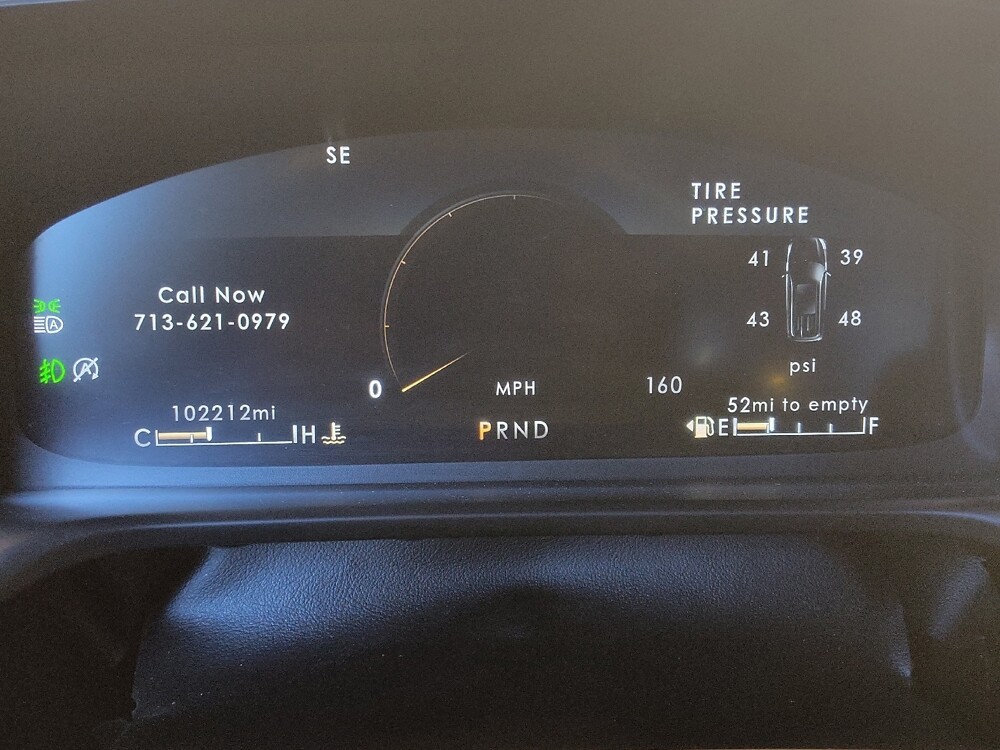 SE
TIRE
PRESSURE
41 39
43 48
psi
Call Now
713-621-0979
A
A
0 MPH 160
102212mi
C H
PRND
52mi to empty
E F